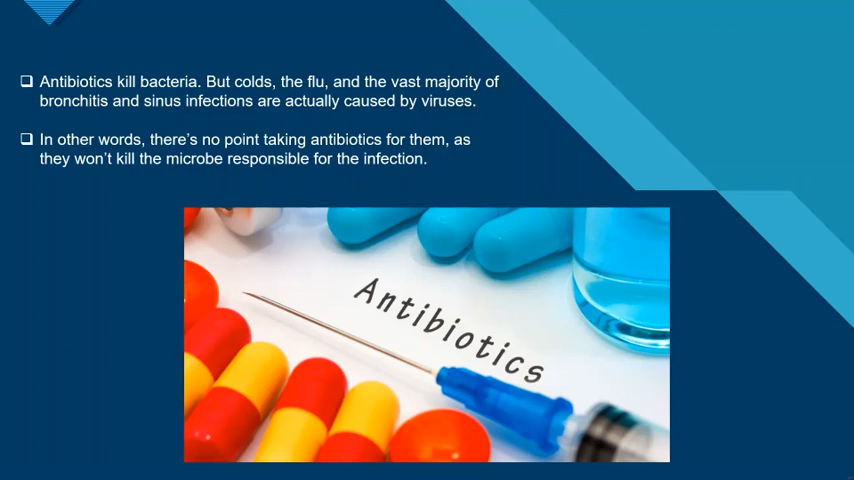 Antibiotics kill bacteria. But colds, the flu, and the vast majority of
bronchitis and sinus infections are actually caused by viruses.
In other words, there’s no point taking antibiotics for them, as
they won’t kill the microbe responsible for the infection.
Antibiotics